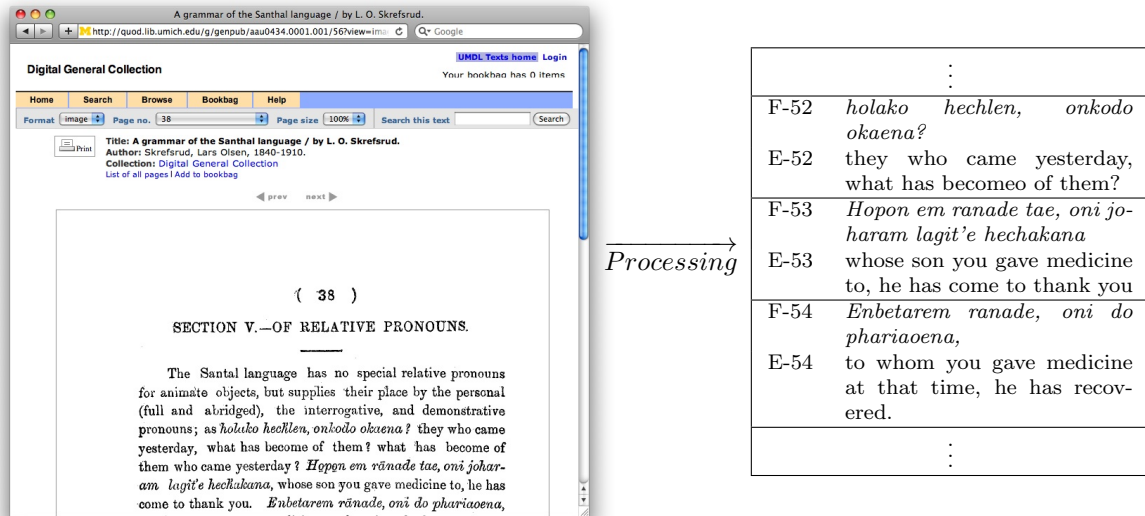 A grammar of the Santhal language / by L. O. Skrefsrud.
http://quod.lib.umich.edu/g/genpub/aau0434.0001.001/56?view=ima
Google
UMDL Texts home Login
Digital General Collection
Your bookbag has 0 items
Home Search Browse Bookbag Help
Format image Page no. 38 Page size 100% Search this text Search
Print
Title: A grammar of the Santhal language / by L. O. Skrefsrud.
Author: Skrefsrud, Lars Olsen, 1840-1910.
Collection: Digital General Collection
List of all pages | Add to bookbag
prev next
( 38 )
SECTION V.—OF RELATIVE PRONOUNS.
The Santal language has no special relative pronouns
for animate objects, but supplies their place by the personal
(full and abridged), the interrogative, and demonstrative
pronouns; as holako hechlen, onkodo okaena? they who came
yesterday, what has become of them? what has become of
them who came yesterday? Hopon em rānade tae, oni johar-
am lagit'e hechakana, whose son you gave medicine to, he has
come to thank you. Enbetarem rānade, oni do phariaoena,
Processing
⋮
F-52 holako hechlen, onkodo
okaena?
E-52 they who came yesterday,
what has becomeo of them?
F-53 Hopon em ranade tae, oni jo-
haram lagit'e hechakana
E-53 whose son you gave medicine
to, he has come to thank you
F-54 Enbetarem ranade, oni do
phariaoena,
E-54 to whom you gave medicine
at that time, he has recov-
ered.
⋮